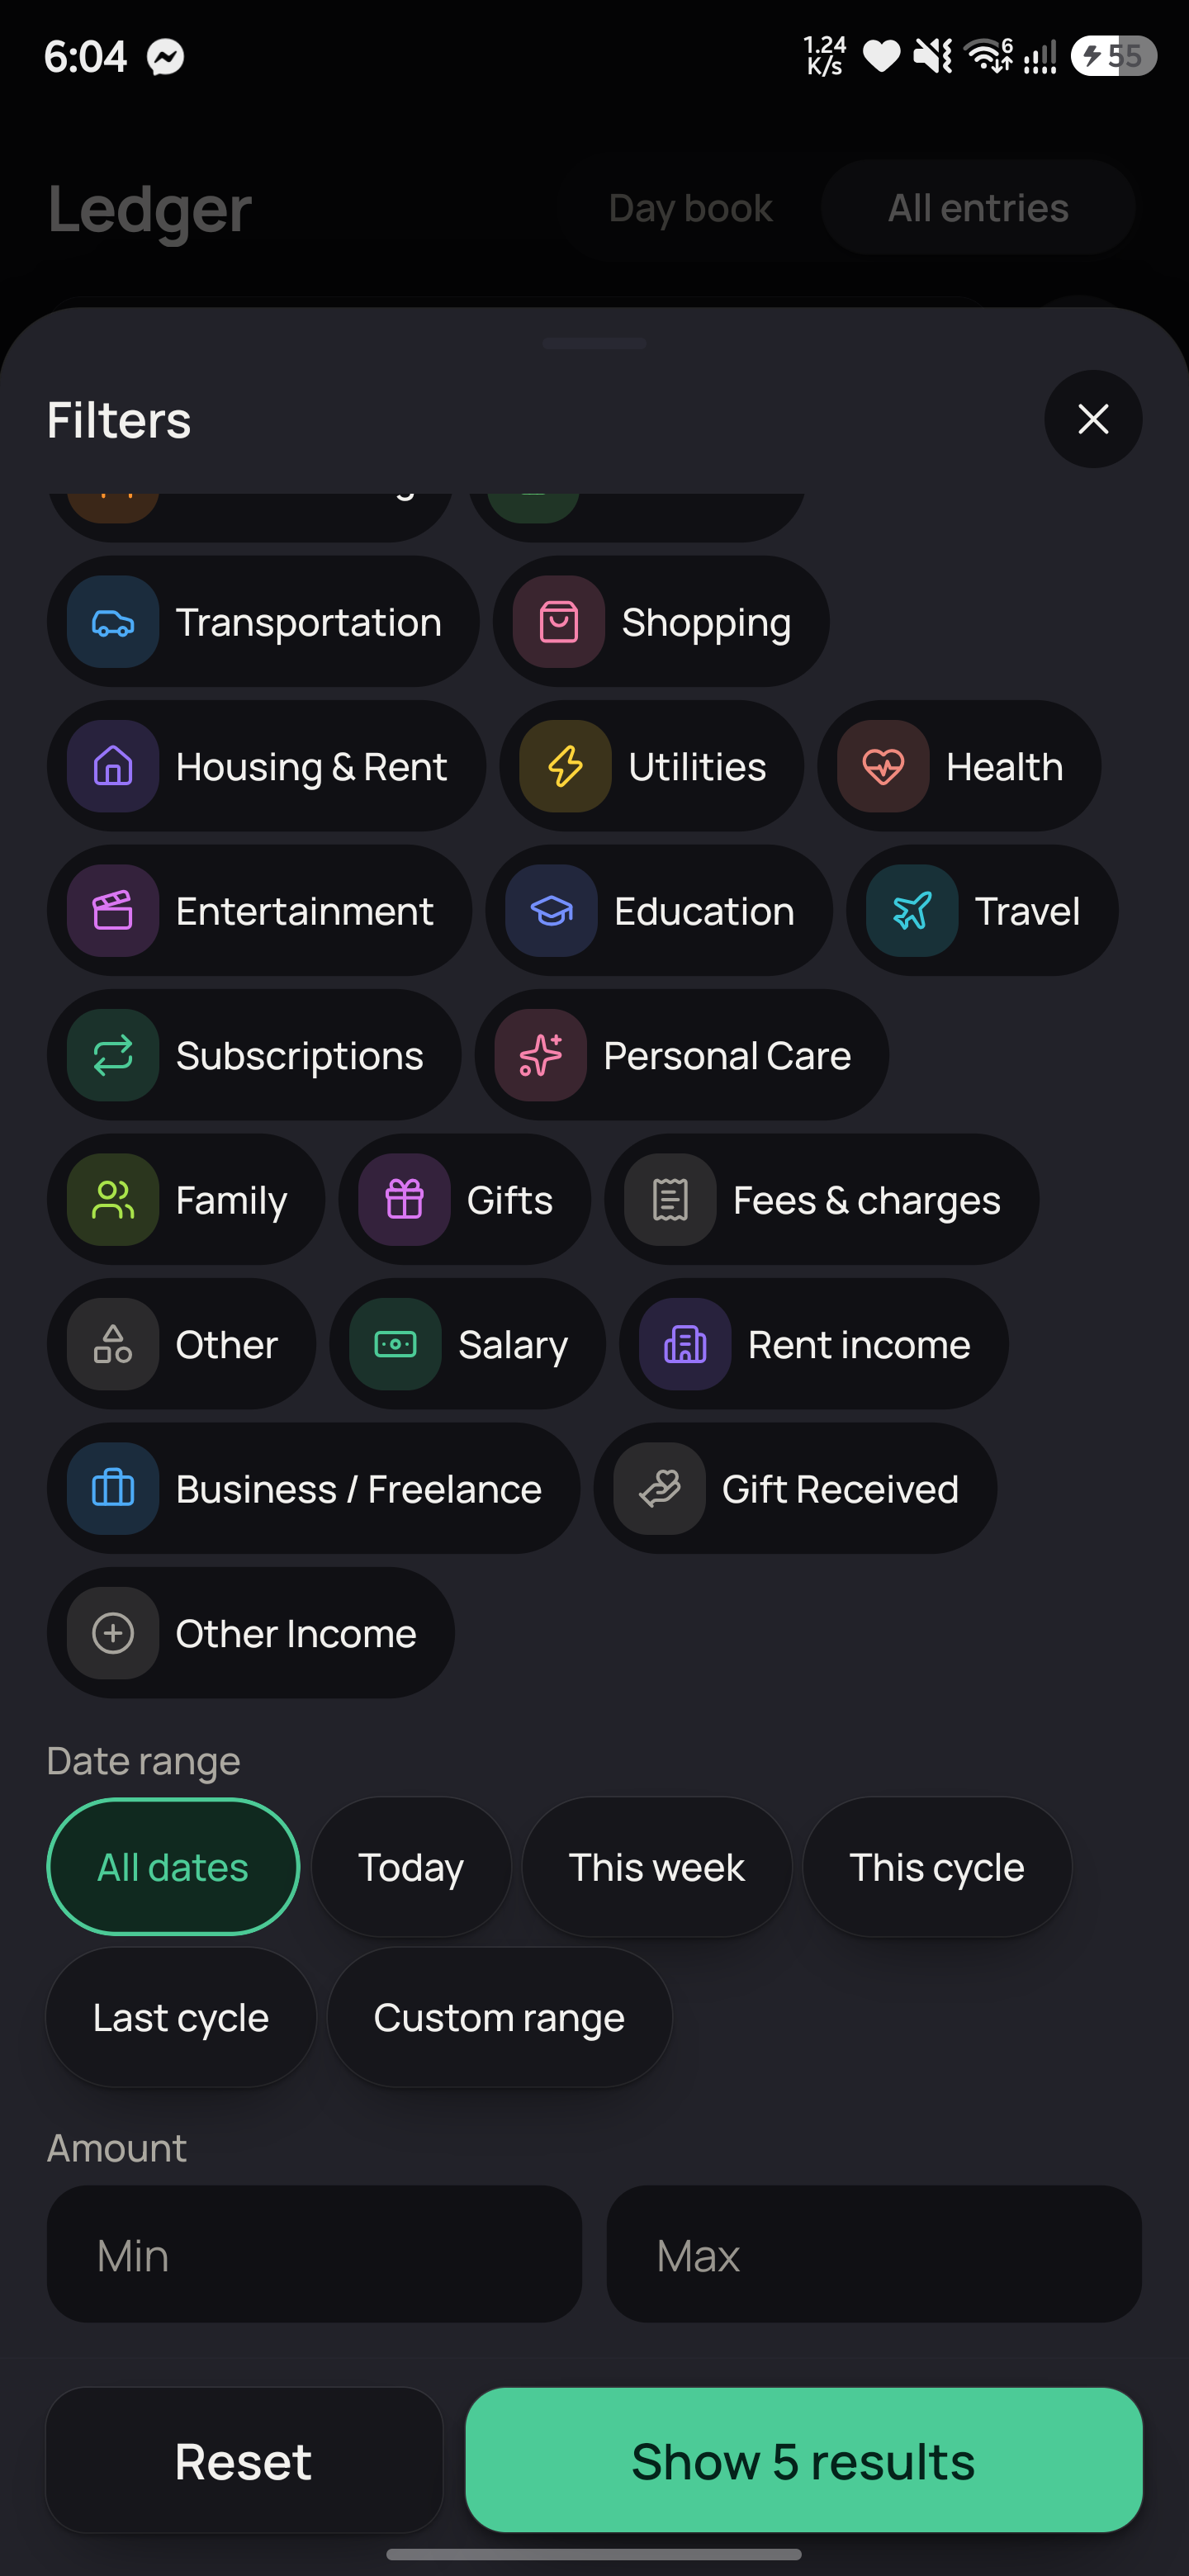 6:04
1.24 K/s
6
55
Ledger
Day book
All entries
Filters
Transportation
Shopping
Housing & Rent
Utilities
Health
Entertainment
Education
Travel
Subscriptions
Personal Care
Family
Gifts
Fees & charges
Other
Salary
Rent income
Business / Freelance
Gift Received
Other Income
Date range
All dates
Today
This week
This cycle
Last cycle
Custom range
Amount
Min
Max
Reset
Show 5 results